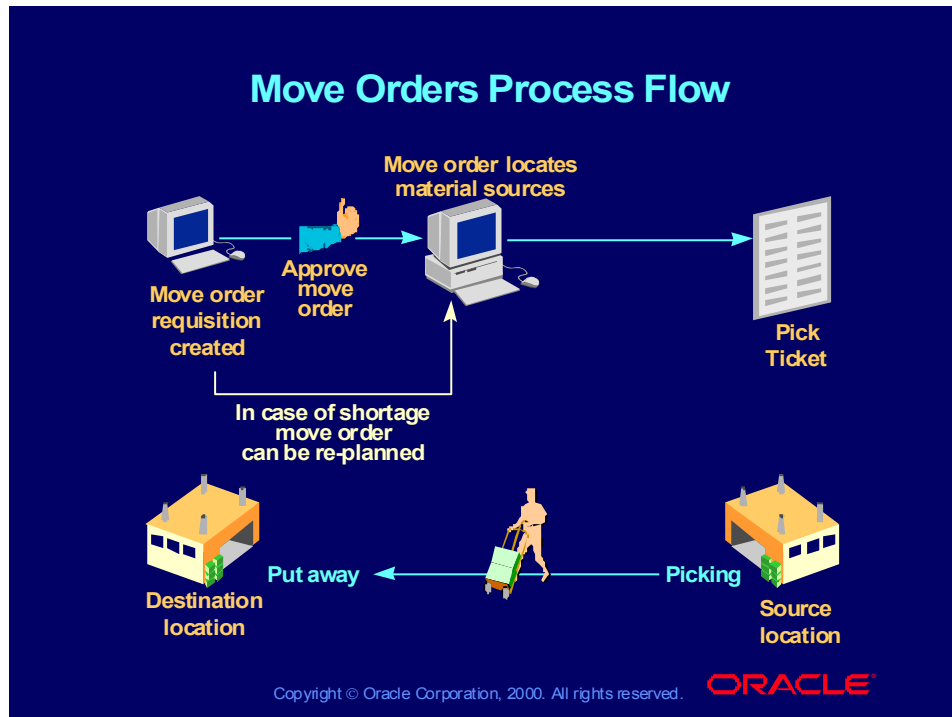 Move Orders Process Flow
Move order locates
material sources
Approve
move
order
Move order
requisition
created
Pick
Ticket
In case of shortage
move order
can be re-planned
Put away
Picking
Destination
location
Source
location
Copyright © Oracle Corporation, 2000. All rights reserved.
ORACLE®